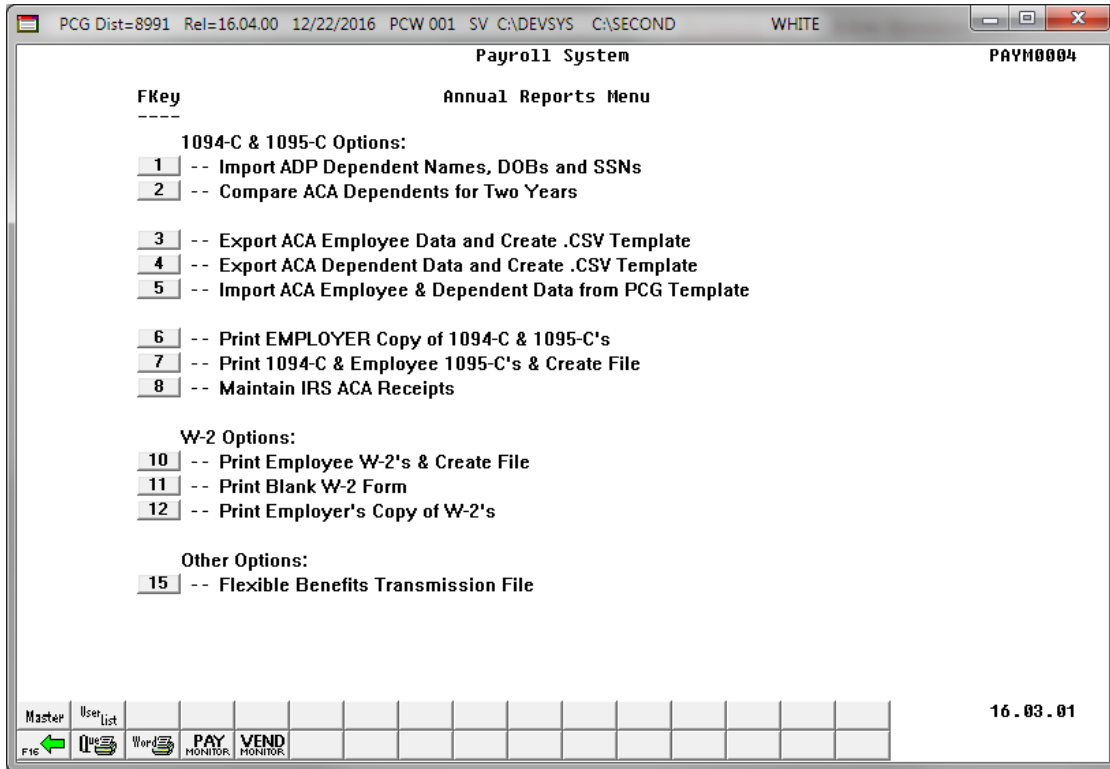 PCG Dist=8991 Rel=16.04.00 12/22/2016 PCW 001 SV C:\DEVSYS C:\SECOND WHITE
Payroll System PAYM0004
FKey Annual Reports Menu
----
1094-C & 1095-C Options:
1 -- Import ADP Dependent Names, DOBs and SSNs
2 -- Compare ACA Dependents for Two Years
3 -- Export ACA Employee Data and Create .CSV Template
4 -- Export ACA Dependent Data and Create .CSV Template
5 -- Import ACA Employee & Dependent Data from PCG Template
6 -- Print EMPLOYER Copy of 1094-C & 1095-C's
7 -- Print 1094-C & Employee 1095-C's & Create File
8 -- Maintain IRS ACA Receipts
W-2 Options:
10 -- Print Employee W-2's & Create File
11 -- Print Blank W-2 Form
12 -- Print Employer's Copy of W-2's
Other Options:
15 -- Flexible Benefits Transmission File
Master User List 16.03.01
F16 Que Word PAY MONITOR VEND MONITOR